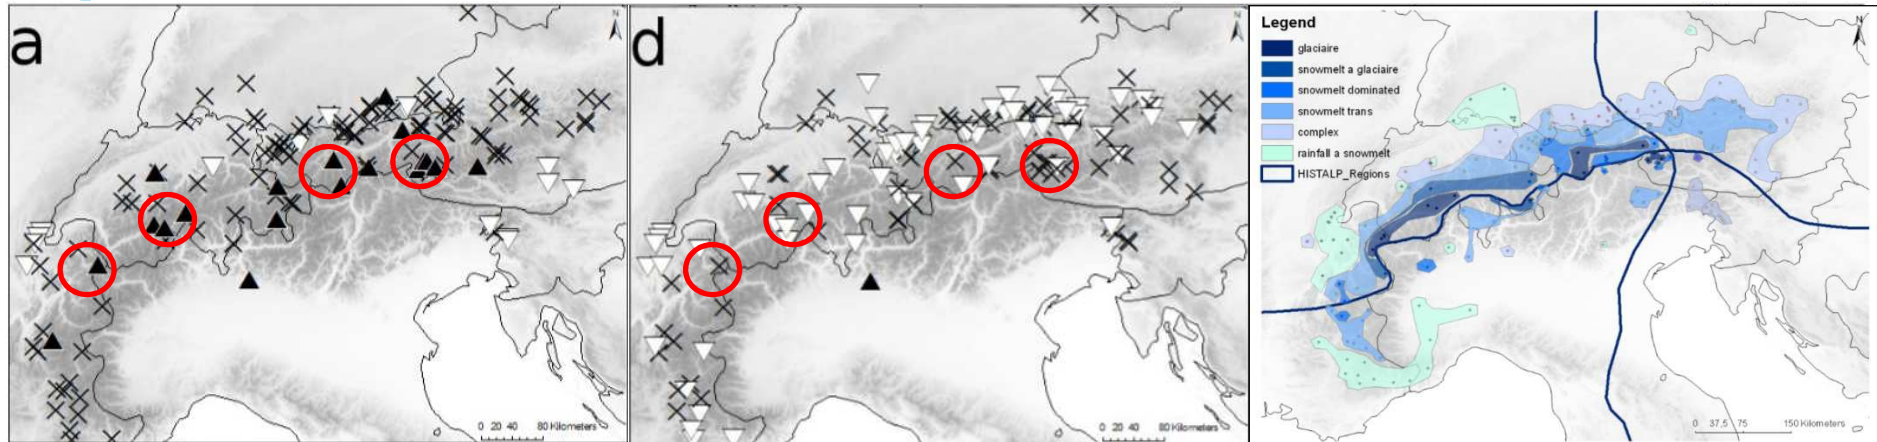 a
N
0 20 40 80 Kilometers
d
N
0 20 40 80 Kilometers
Legend
glaciaire
snowmelt a glaciaire
snowmelt dominated
snowmelt trans
complex
rainfall a snowmelt
HISTALP_Regions
N
0 37,5 75 150 Kilometers